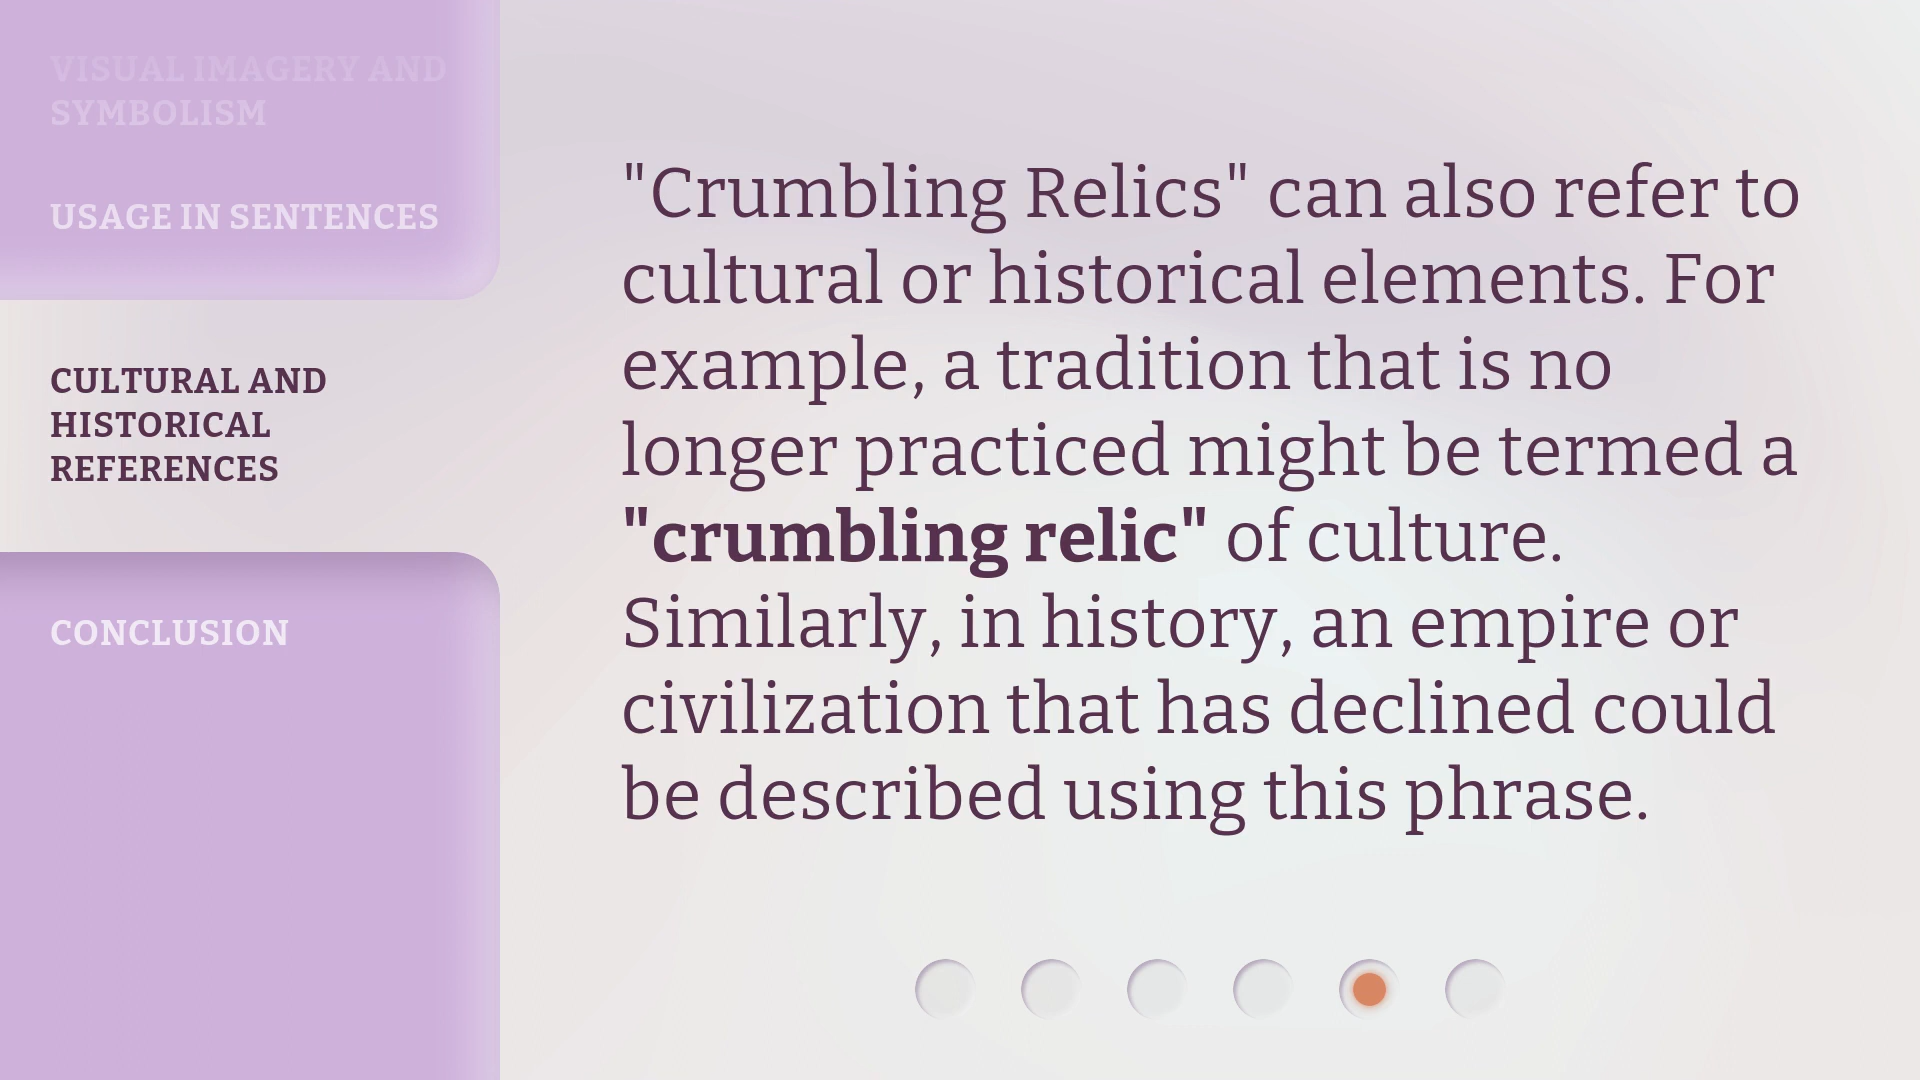 VISUAL IMAGERY AND
SYMBOLISM
USAGE IN SENTENCES
CULTURAL AND
HISTORICAL
REFERENCES
CONCLUSION
"Crumbling Relics" can also refer to
cultural or historical elements. For
example, a tradition that is no
longer practiced might be termed a
"crumbling relic" of culture.
Similarly, in history, an empire or
civilization that has declined could
be described using this phrase.